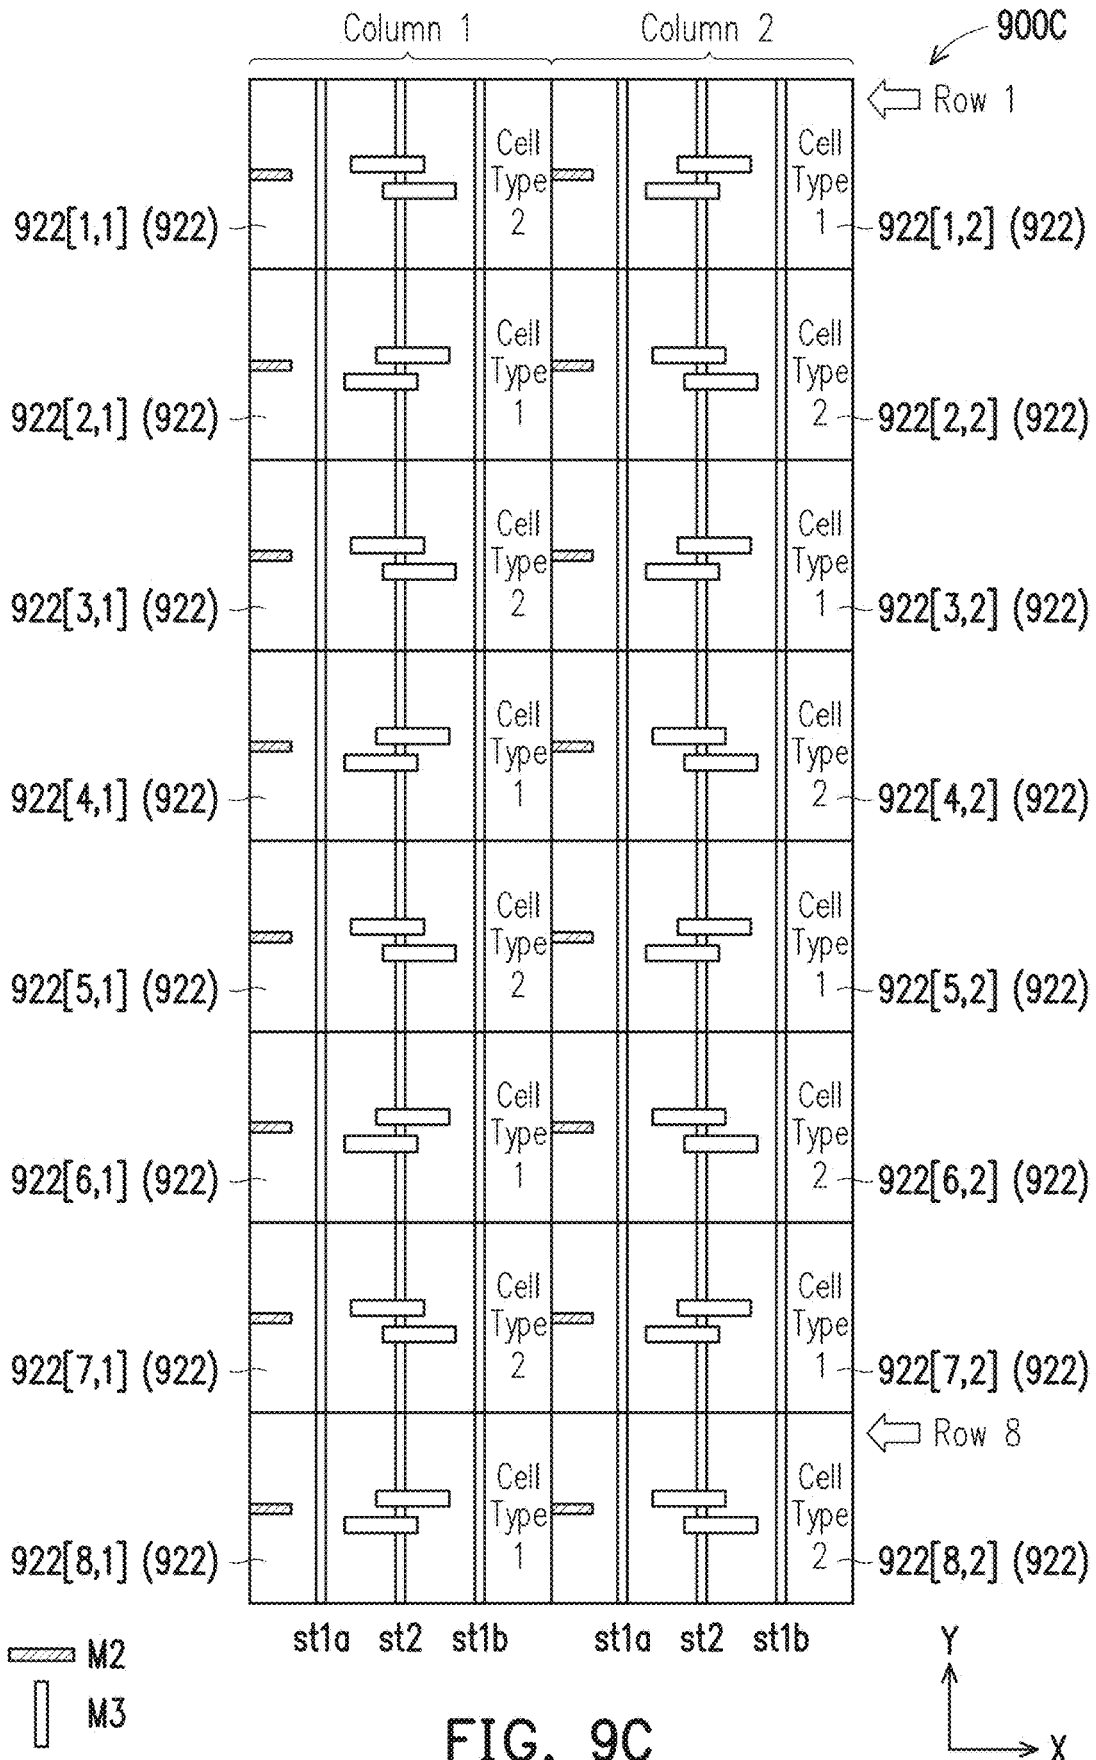 Column 1 Column 2
900C
Row 1
Cell Type 2
Cell Type 1
922[1,1] (922)
922[1,2] (922)
Cell Type 1
Cell Type 2
922[2,1] (922)
922[2,2] (922)
Cell Type 2
Cell Type 1
922[3,1] (922)
922[3,2] (922)
Cell Type 1
Cell Type 2
922[4,1] (922)
922[4,2] (922)
Cell Type 2
Cell Type 1
922[5,1] (922)
922[5,2] (922)
Cell Type 1
Cell Type 2
922[6,1] (922)
922[6,2] (922)
Cell Type 2
Cell Type 1
922[7,1] (922)
922[7,2] (922)
Row 8
Cell Type 1
Cell Type 2
922[8,1] (922)
922[8,2] (922)
st1a st2 st1b st1a st2 st1b
M2
M3
Y
X
FIG. 9C